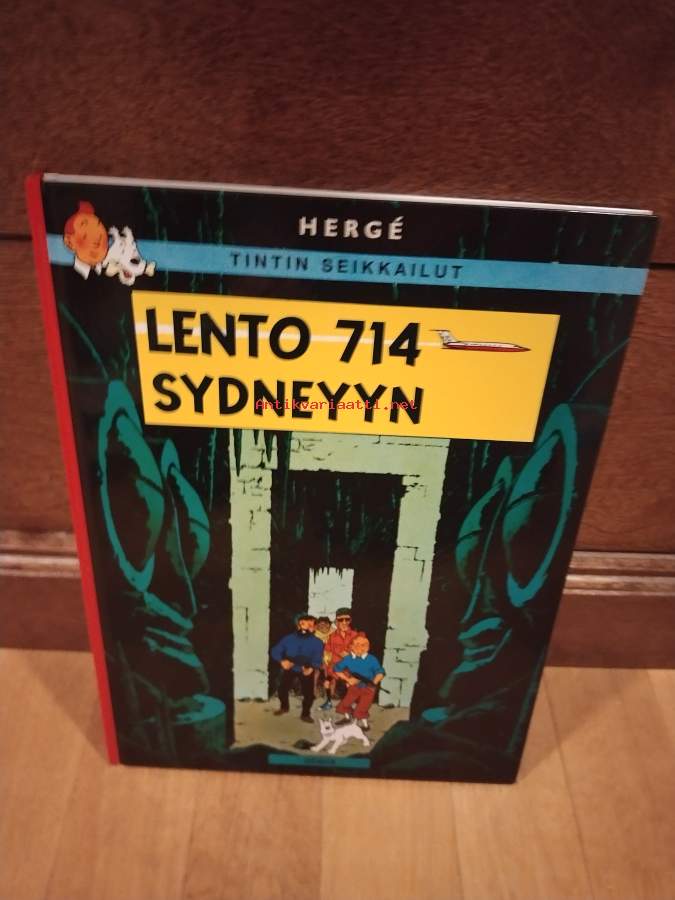 HERGÉ
TINTIN SEIKKAILUT
LENTO 714
SYDNEYYN
Antikvariaatti.net